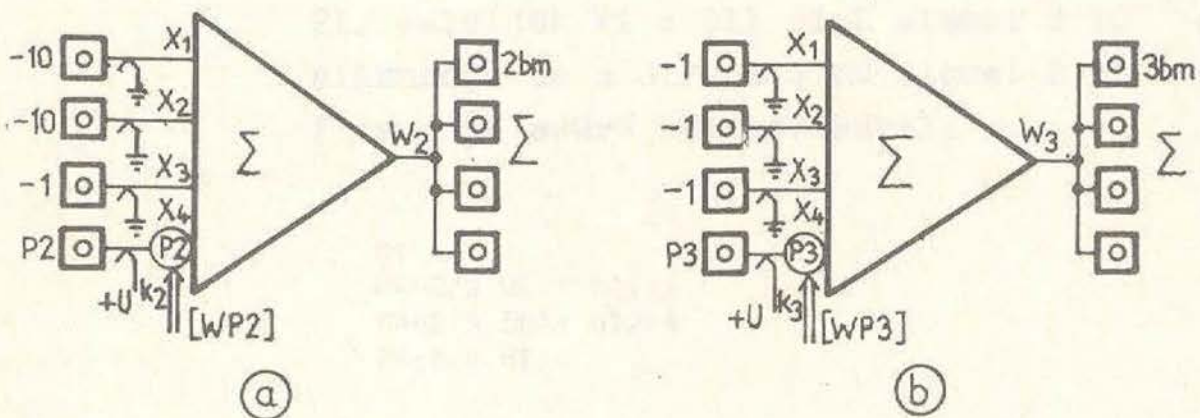 -10 X1 2bm
-10 X2
Σ W2 Σ
-1 X3
X4
P2 P2
+U k2 [WP2]
a
-1 X1 3bm
-1 X2
Σ W3 Σ
-1 X3
X4
P3 P3
+U k3 [WP3]
b